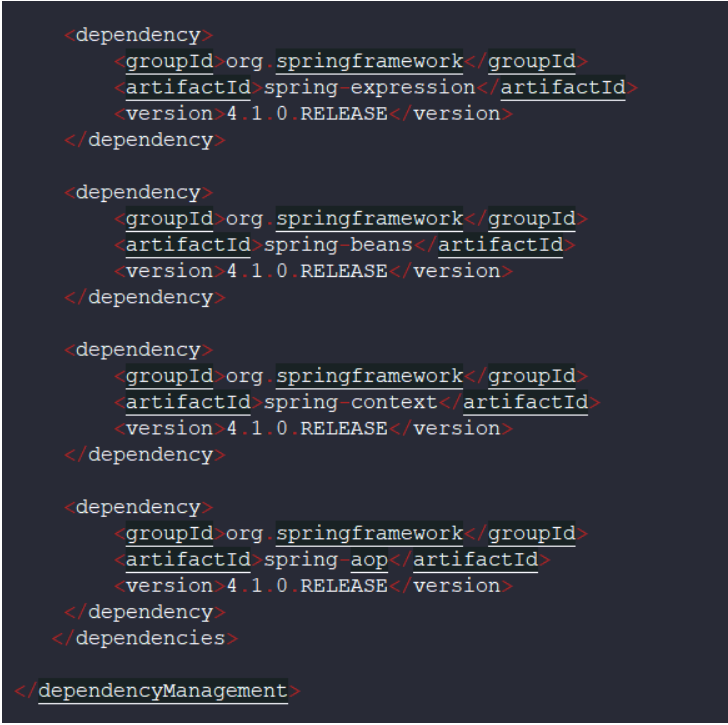 <dependency>
<groupId>org.springframework</groupId>
<artifactId>spring-expression</artifactId>
<version>4.1.0.RELEASE</version>
</dependency>
<dependency>
<groupId>org.springframework</groupId>
<artifactId>spring-beans</artifactId>
<version>4.1.0.RELEASE</version>
</dependency>
<dependency>
<groupId>org.springframework</groupId>
<artifactId>spring-context</artifactId>
<version>4.1.0.RELEASE</version>
</dependency>
<dependency>
<groupId>org.springframework</groupId>
<artifactId>spring-aop</artifactId>
<version>4.1.0.RELEASE</version>
</dependency>
</dependencies>
</dependencyManagement>